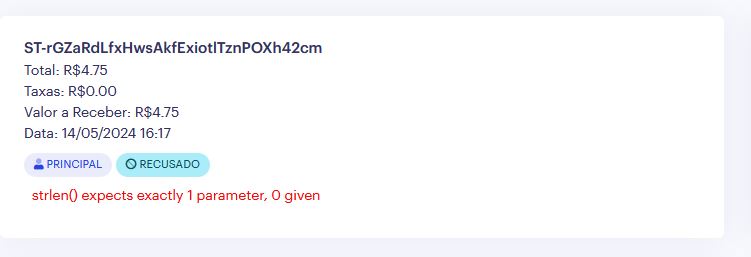 ST-rGZaRdLfxHwsAkfExiotlTznPOXh42cm
Total: R$4.75
Taxas: R$0.00
Valor a Receber: R$4.75
Data: 14/05/2024 16:17
PRINCIPAL RECUSADO
strlen() expects exactly 1 parameter, 0 given